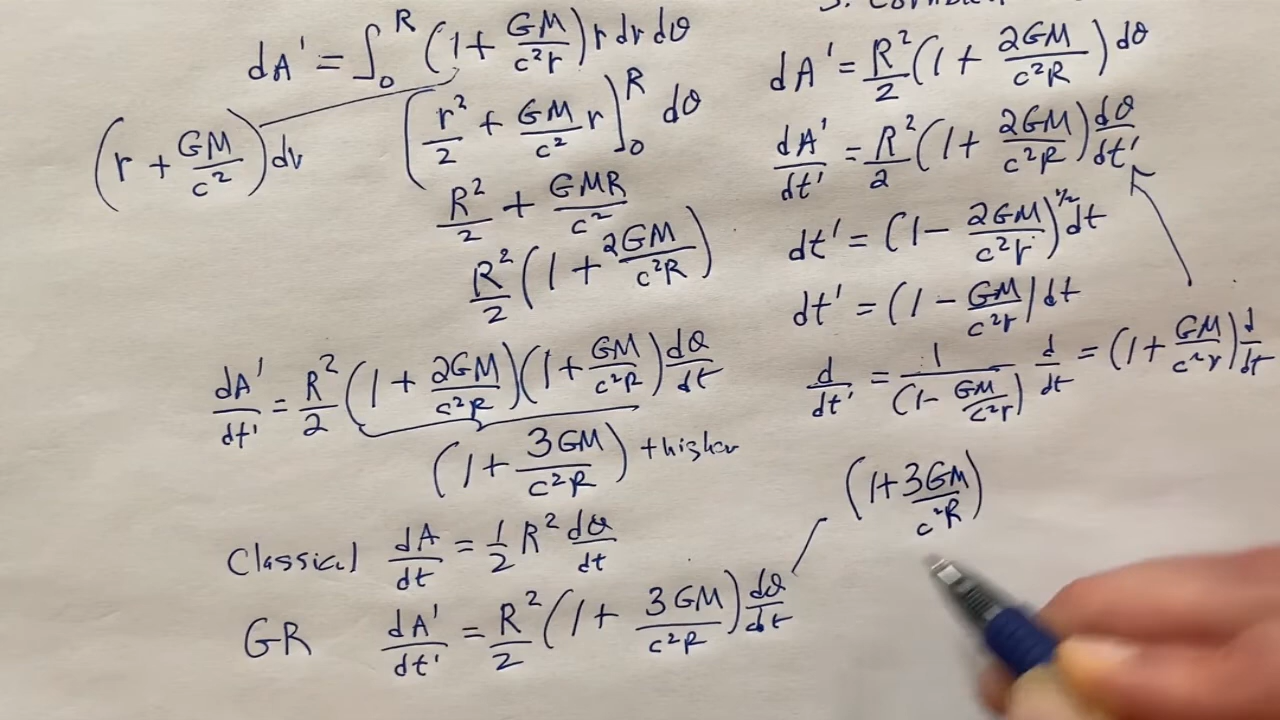 dA' = ∫₀ᴿ (1 + GM/c²r) r dr dθ
(r + GM/c²) dr
(r²/2 + GM/c² r)₀ᴿ dθ
R²/2 + GMR/c²
R²/2 (1 + 2GM/c²R)
dA'/dt' = R²/2 (1 + 2GM/c²R)(1 + GM/c²R) dθ/dt
(1 + 3GM/c²R) + higher
Classical dA/dt = 1/2 R² dθ/dt
GR dA'/dt' = R²/2 (1 + 3GM/c²R) dθ/dt
dA' = R²/2 (1 + 2GM/c²R) dθ
dA'/dt' = R²/2 (1 + 2GM/c²R) dθ/dt'
dt' = (1 - 2GM/c²r)^½ dt
dt' = (1 - GM/c²r) dt
d/dt' = 1/(1 - GM/c²r) d/dt = (1 + GM/c²r) d/dt
(1 + 3GM/c²R)